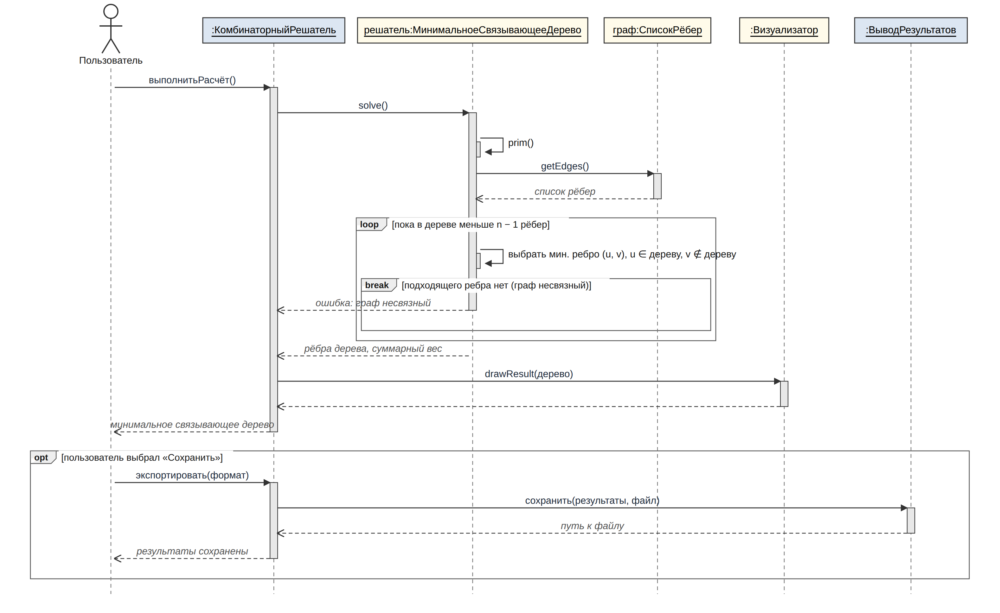 :КомбинаторныйРешатель
решатель:МинимальноеСвязывающееДерево
граф:СписокРёбер
:Визуализатор
:ВыводРезультатов
Пользователь
выполнитьРасчёт()
solve()
prim()
getEdges()
список рёбер
loop
[пока в дереве меньше n − 1 рёбер]
выбрать мин. ребро (u, v), u ∈ дереву, v ∉ дереву
break
[подходящего ребра нет (граф несвязный)]
ошибка: граф несвязный
рёбра дерева, суммарный вес
drawResult(дерево)
минимальное связывающее дерево
opt
[пользователь выбрал «Сохранить»]
экспортировать(формат)
сохранить(результаты, файл)
путь к файлу
результаты сохранены